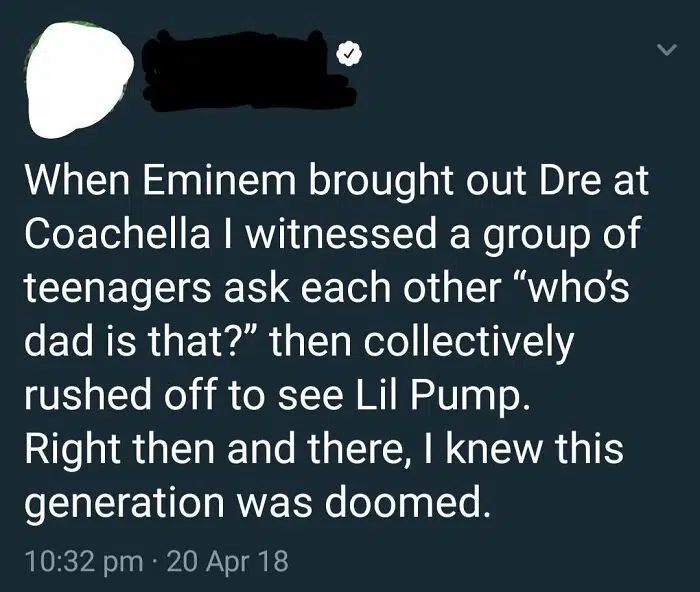 When Eminem brought out Dre at
Coachella I witnessed a group of
teenagers ask each other “who’s
dad is that?” then collectively
rushed off to see Lil Pump.
Right then and there, I knew this
generation was doomed.
10:32 pm · 20 Apr 18